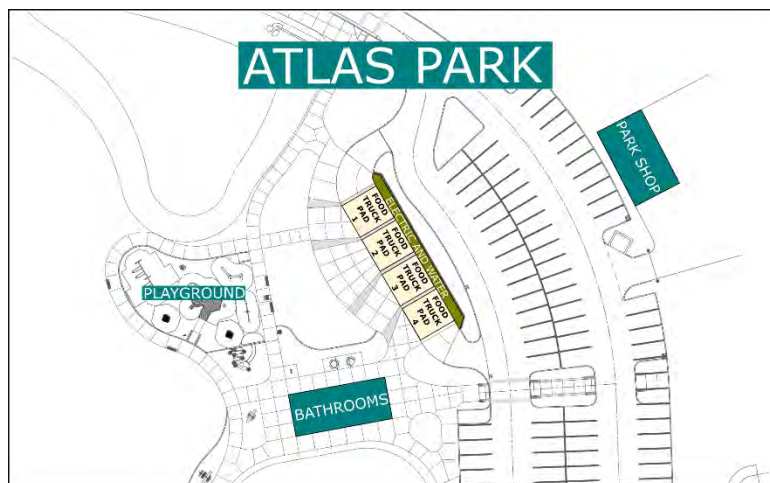 ATLAS PARK
PARK SHOP
ELECTRIC AND WATER
FOOD
TRUCK
PAD
1
FOOD
TRUCK
PAD
2
FOOD
TRUCK
PAD
3
FOOD
TRUCK
PAD
4
PLAYGROUND
BATHROOMS